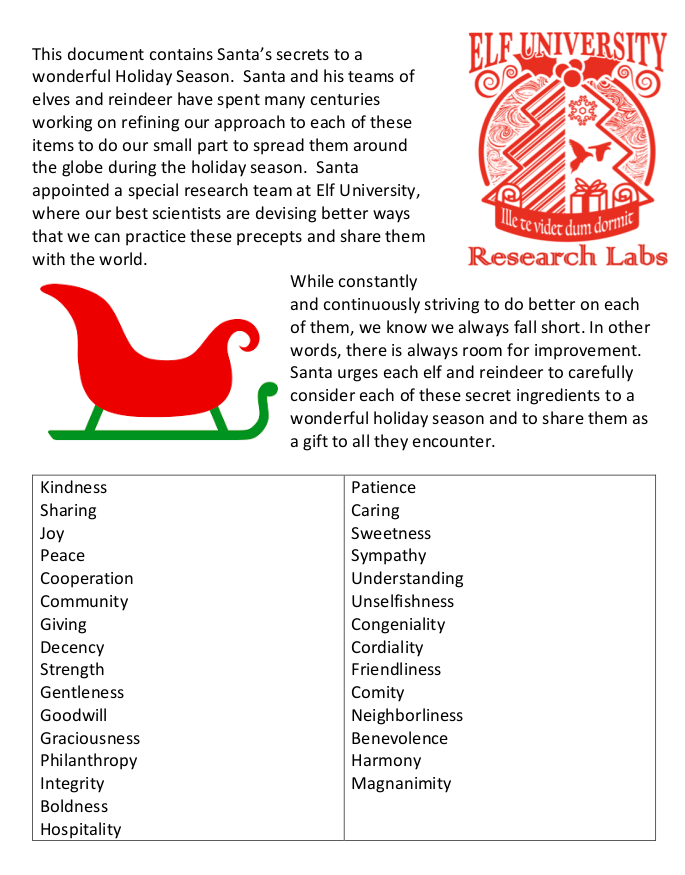 This document contains Santa’s secrets to a
wonderful Holiday Season.  Santa and his teams of
elves and reindeer have spent many centuries
working on refining our approach to each of these
items to do our small part to spread them around
the globe during the holiday season.  Santa
appointed a special research team at Elf University,
where our best scientists are devising better ways
that we can practice these precepts and share them
with the world.
ELF UNIVERSITY
Ille te videt dum dormit
Research Labs
While constantly
and continuously striving to do better on each
of them, we know we always fall short. In other
words, there is always room for improvement.
Santa urges each elf and reindeer to carefully
consider each of these secret ingredients to a
wonderful holiday season and to share them as
a gift to all they encounter.
Kindness
Sharing
Joy
Peace
Cooperation
Community
Giving
Decency
Strength
Gentleness
Goodwill
Graciousness
Philanthropy
Integrity
Boldness
Hospitality
Patience
Caring
Sweetness
Sympathy
Understanding
Unselfishness
Congeniality
Cordiality
Friendliness
Comity
Neighborliness
Benevolence
Harmony
Magnanimity